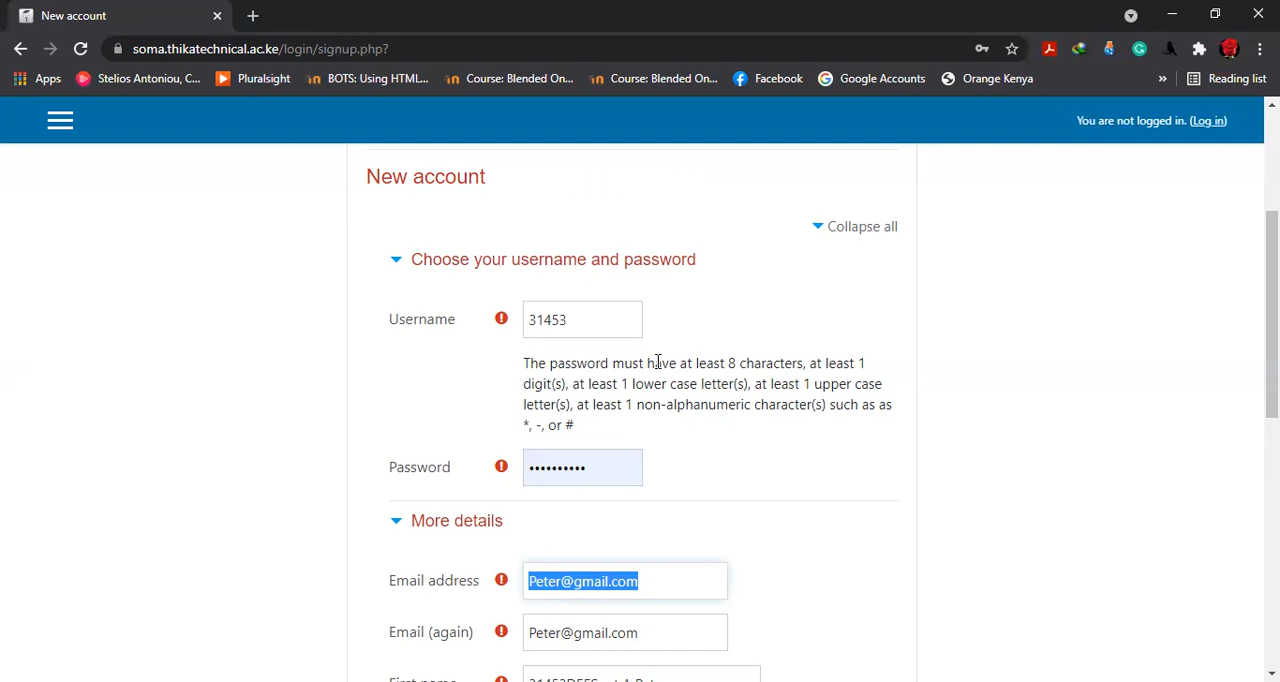 New account
soma.thikatechnical.ac.ke/login/signup.php?
Apps Stelios Antoniou, C... Pluralsight BOTS: Using HTML... Course: Blended On... Course: Blended On... Facebook Google Accounts Orange Kenya » Reading list
You are not logged in. (Log in)
New account
Collapse all
Choose your username and password
Username 31453
The password must have at least 8 characters, at least 1
digit(s), at least 1 lower case letter(s), at least 1 upper case
letter(s), at least 1 non-alphanumeric character(s) such as as
*, -, or #
Password ••••••••••
More details
Email address Peter@gmail.com
Email (again) Peter@gmail.com
First name